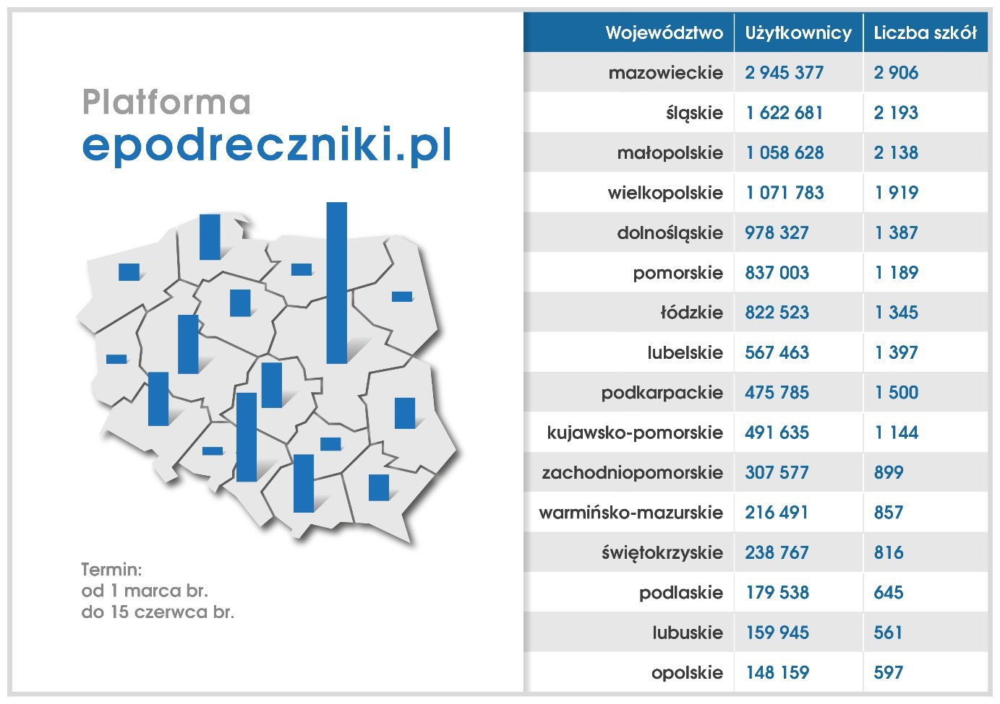 Platforma
epodreczniki.pl
Termin:
od 1 marca br.
do 15 czerwca br.
Województwo Użytkownicy Liczba szkół
mazowieckie 2 945 377 2 906
śląskie 1 622 681 2 193
małopolskie 1 058 628 2 138
wielkopolskie 1 071 783 1 919
dolnośląskie 978 327 1 387
pomorskie 837 003 1 189
łódzkie 822 523 1 345
lubelskie 567 463 1 397
podkarpackie 475 785 1 500
kujawsko-pomorskie 491 635 1 144
zachodniopomorskie 307 577 899
warmińsko-mazurskie 216 491 857
świętokrzyskie 238 767 816
podlaskie 179 538 645
lubuskie 159 945 561
opolskie 148 159 597